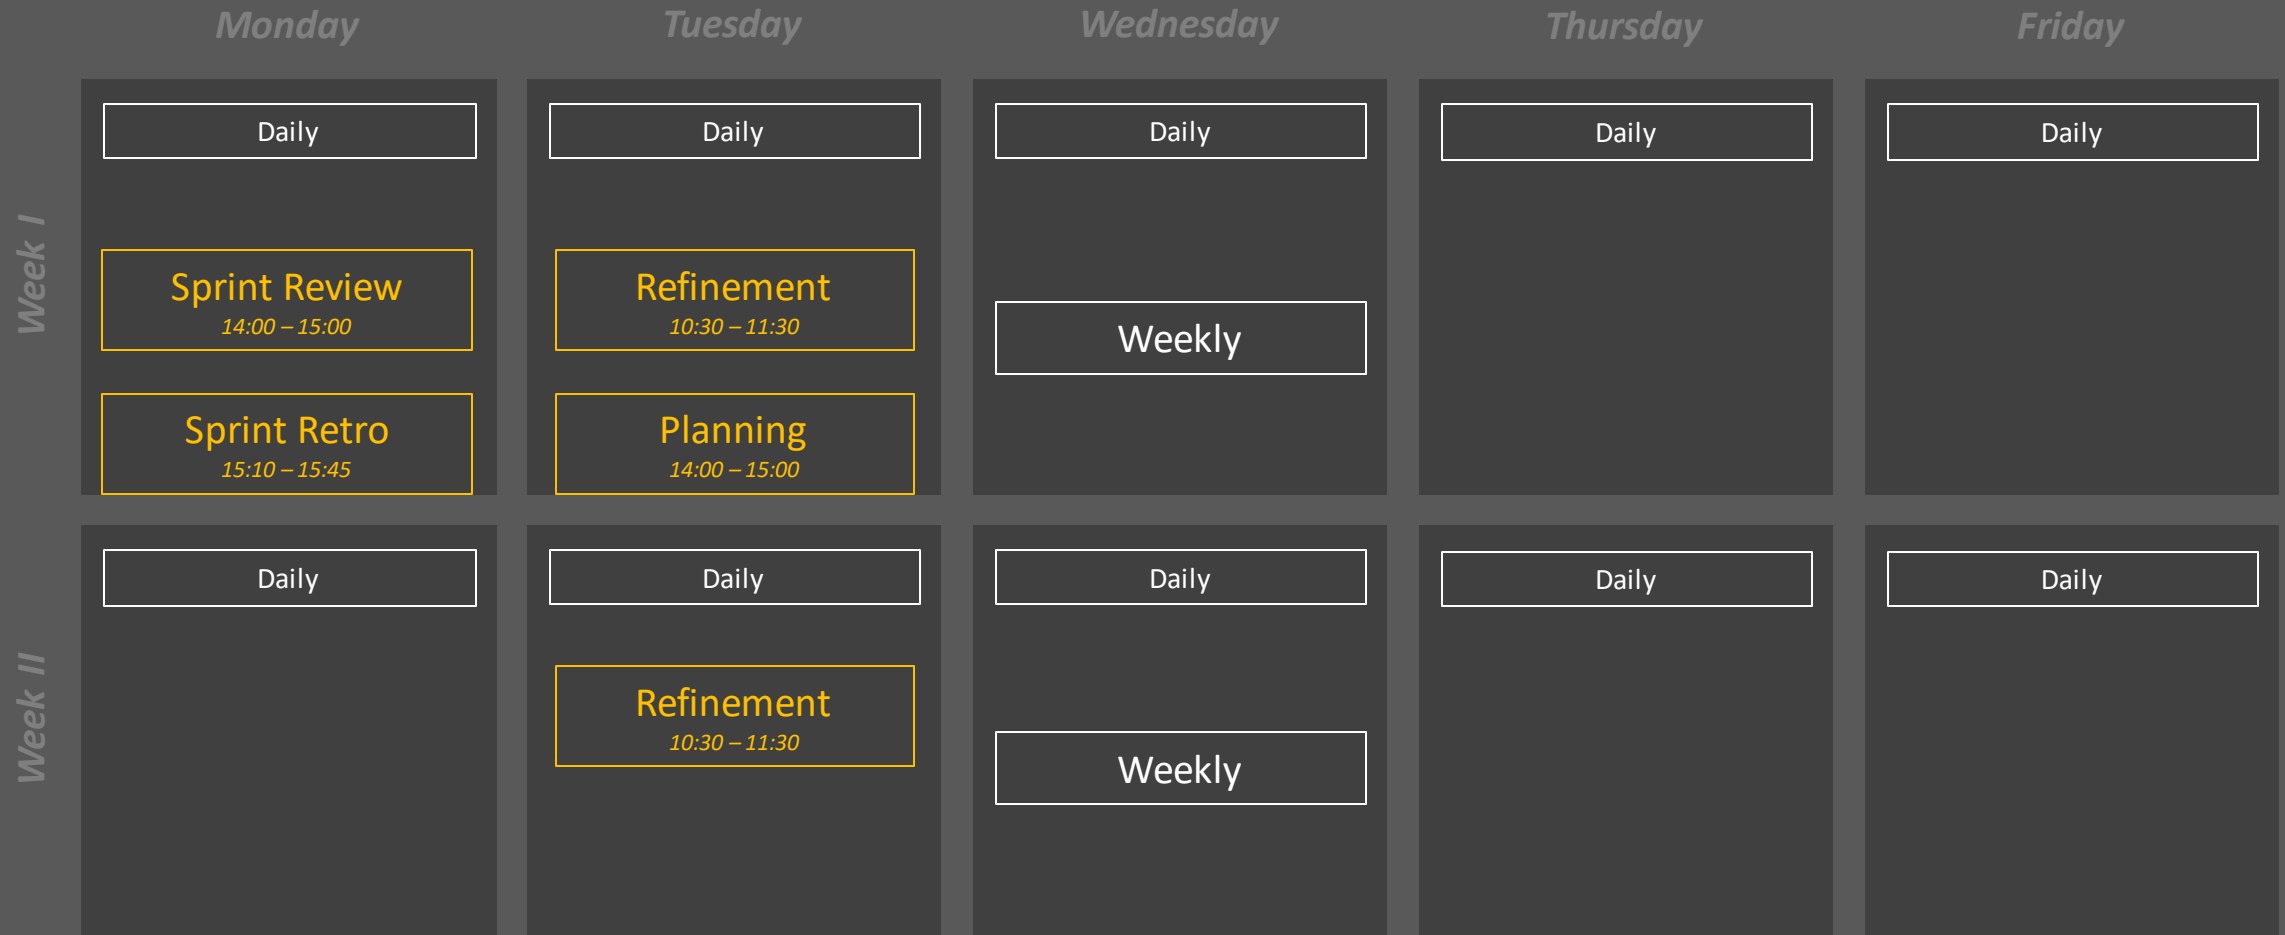 Monday
Tuesday
Wednesday
Thursday
Friday
Week I
Daily
Daily
Daily
Daily
Daily
Sprint Review
14:00 – 15:00
Refinement
10:30 – 11:30
Weekly
Sprint Retro
15:10 – 15:45
Planning
14:00 – 15:00
Week II
Daily
Daily
Daily
Daily
Daily
Refinement
10:30 – 11:30
Weekly